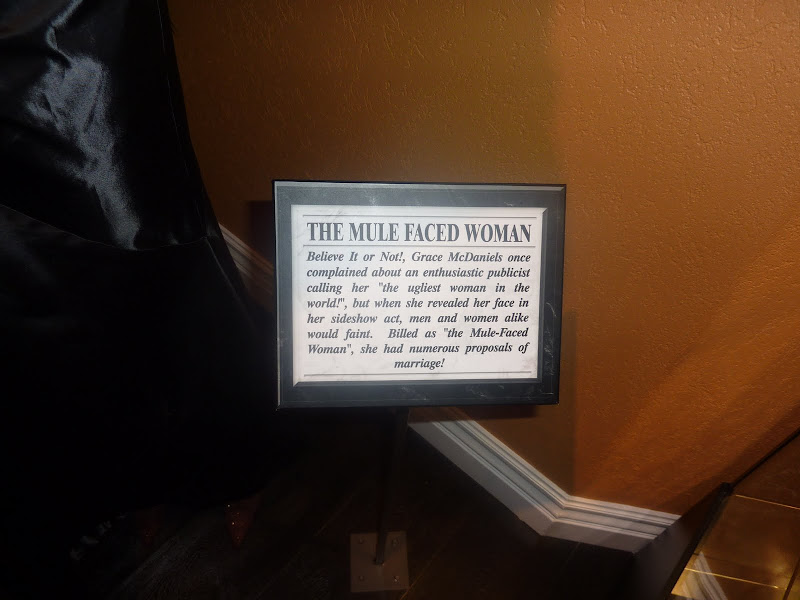 THE MULE FACED WOMAN
Believe It or Not!, Grace McDaniels once
complained about an enthusiastic publicist
calling her "the ugliest woman in the
world!", but when she revealed her face in
her sideshow act, men and women alike
would faint. Billed as "the Mule-Faced
Woman", she had numerous proposals of
marriage!